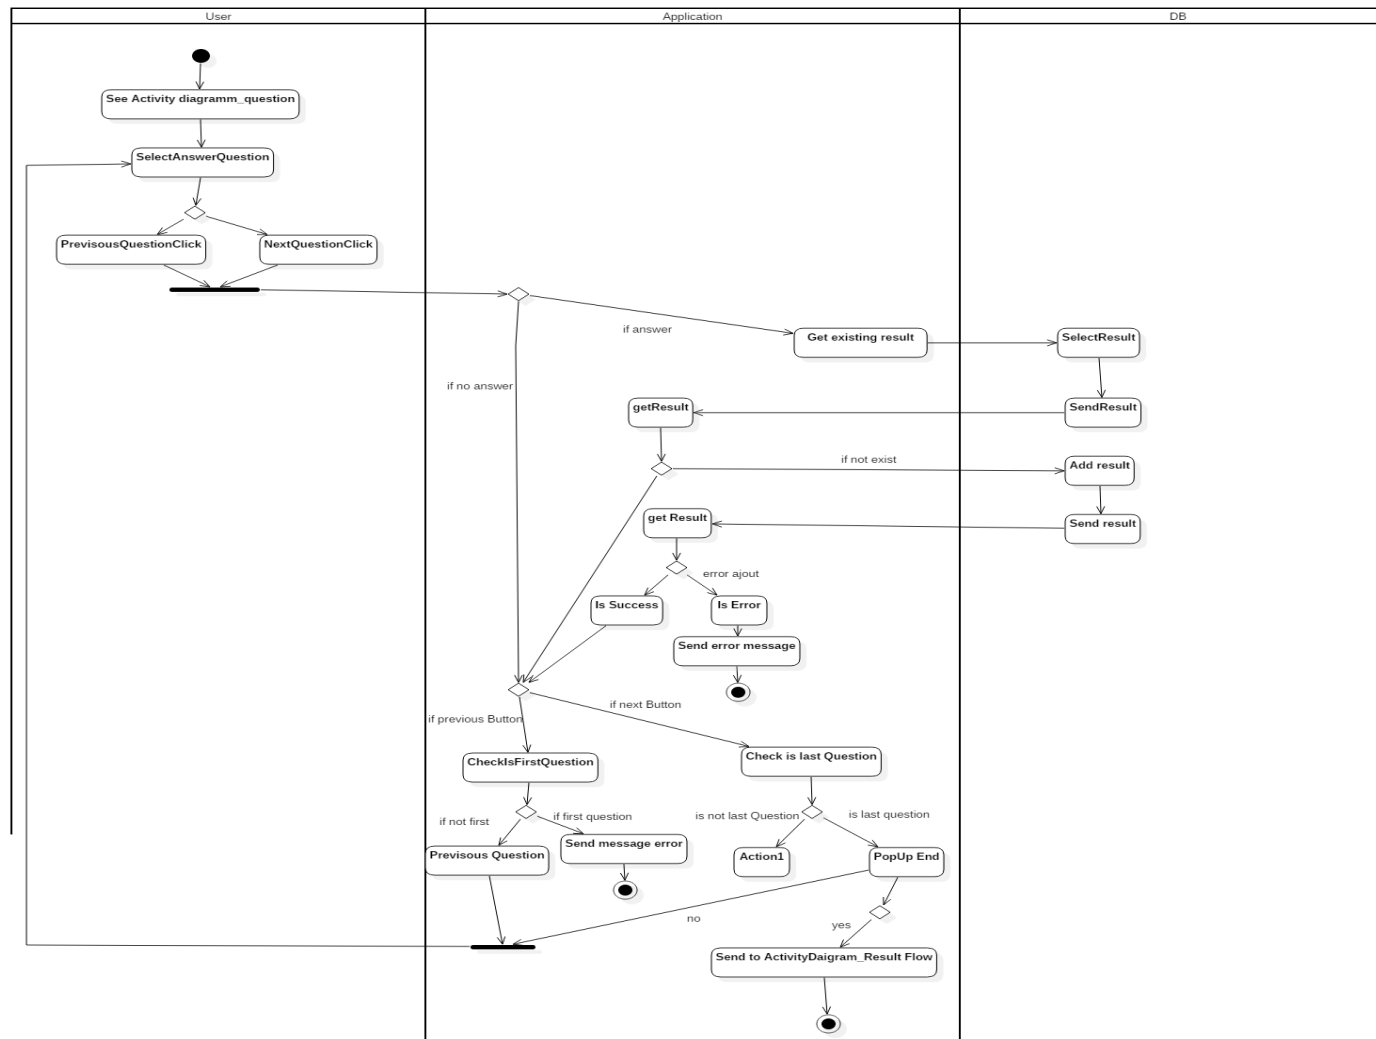 User
Application
DB
See Activity diagramm_question
SelectAnswerQuestion
PrevisousQuestionClick
NextQuestionClick
if answer
Get existing result
SelectResult
if no answer
getResult
SendResult
if not exist
Add result
get Result
Send result
error ajout
Is Success
Is Error
Send error message
if next Button
if previous Button
CheckIsFirstQuestion
Check is last Question
if not first
if first question
is not last Question
is last question
Previsous Question
Send message error
Action1
PopUp End
no
yes
Send to ActivityDaigram_Result Flow